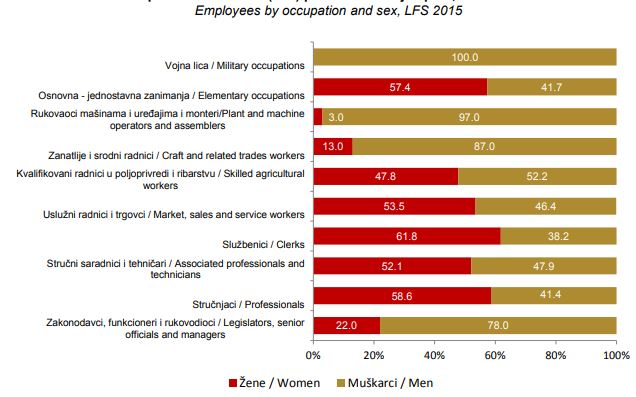 Employees by occupation and sex, LFS 2015
Vojna lica / Military occupations
100.0
Osnovna - jednostavna zanimanja / Elementary occupations
57.4 41.7
Rukovaoci mašinama i uređajima i monteri/Plant and machine
operators and assemblers
3.0 97.0
Zanatlije i srodni radnici / Craft and related trades workers
13.0 87.0
Kvalifikovani radnici u poljoprivredi i ribarstvu / Skilled agricultural
workers
47.8 52.2
Uslužni radnici i trgovci / Market, sales and service workers
53.5 46.4
Službenici / Clerks
61.8 38.2
Stručni saradnici i tehničari / Associated professionals and
technicians
52.1 47.9
Stručnjaci / Professionals
58.6 41.4
Zakonodavci, funkcioneri i rukovodioci / Legislators, senior
officials and managers
22.0 78.0
0% 20% 40% 60% 80% 100%
Žene / Women Muškarci / Men